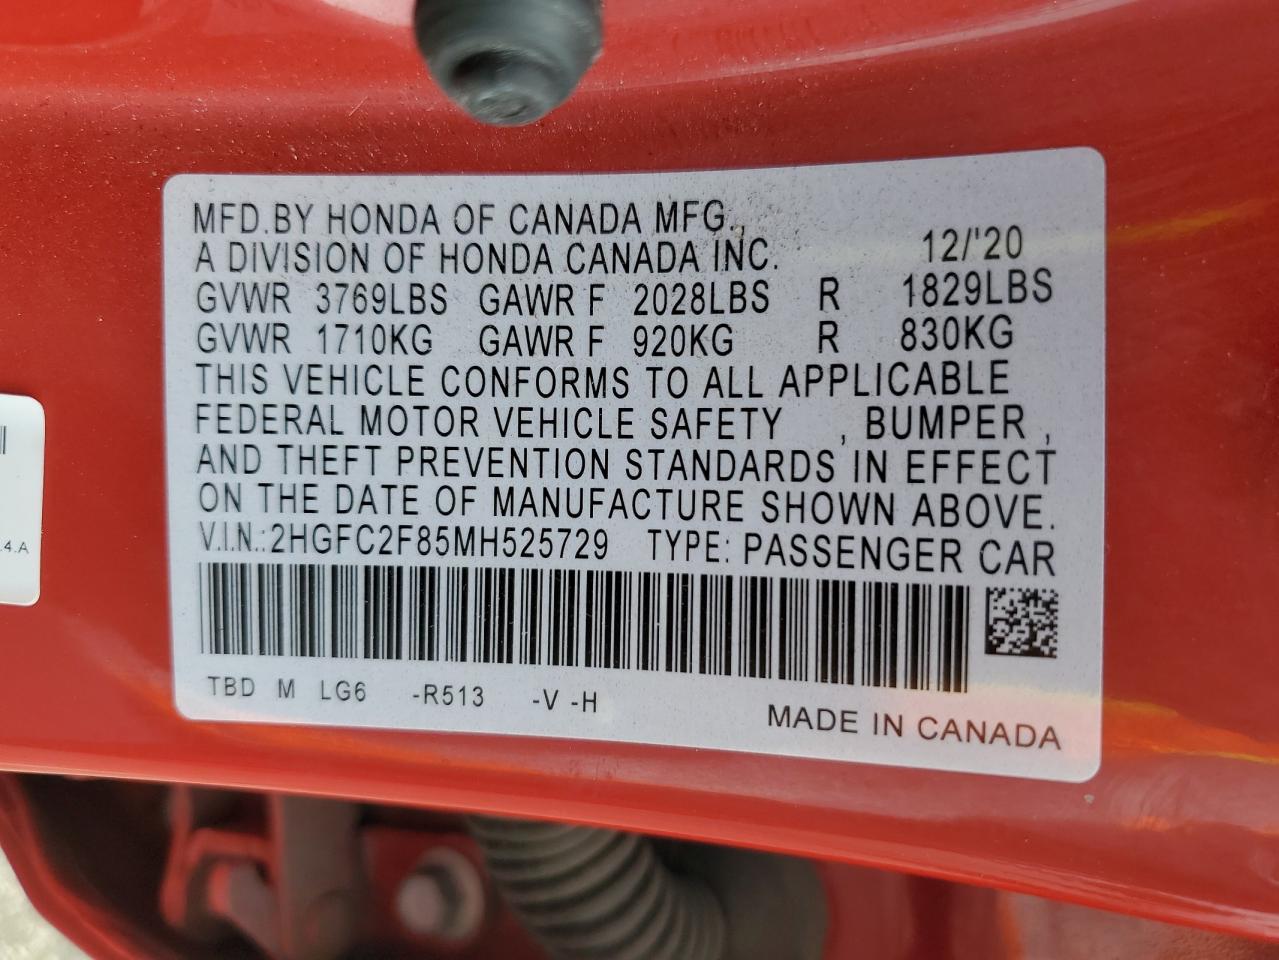 MFD.BY HONDA OF CANADA MFG.,
A DIVISION OF HONDA CANADA INC. 12/'20
GVWR 3769LBS GAWR F 2028LBS R 1829LBS
GVWR 1710KG GAWR F 920KG R 830KG
THIS VEHICLE CONFORMS TO ALL APPLICABLE
FEDERAL MOTOR VEHICLE SAFETY , BUMPER ,
AND THEFT PREVENTION STANDARDS IN EFFECT
ON THE DATE OF MANUFACTURE SHOWN ABOVE.
V.I.N.:2HGFC2F85MH525729 TYPE: PASSENGER CAR
TBD M LG6 -R513 -V -H
MADE IN CANADA
.4.A